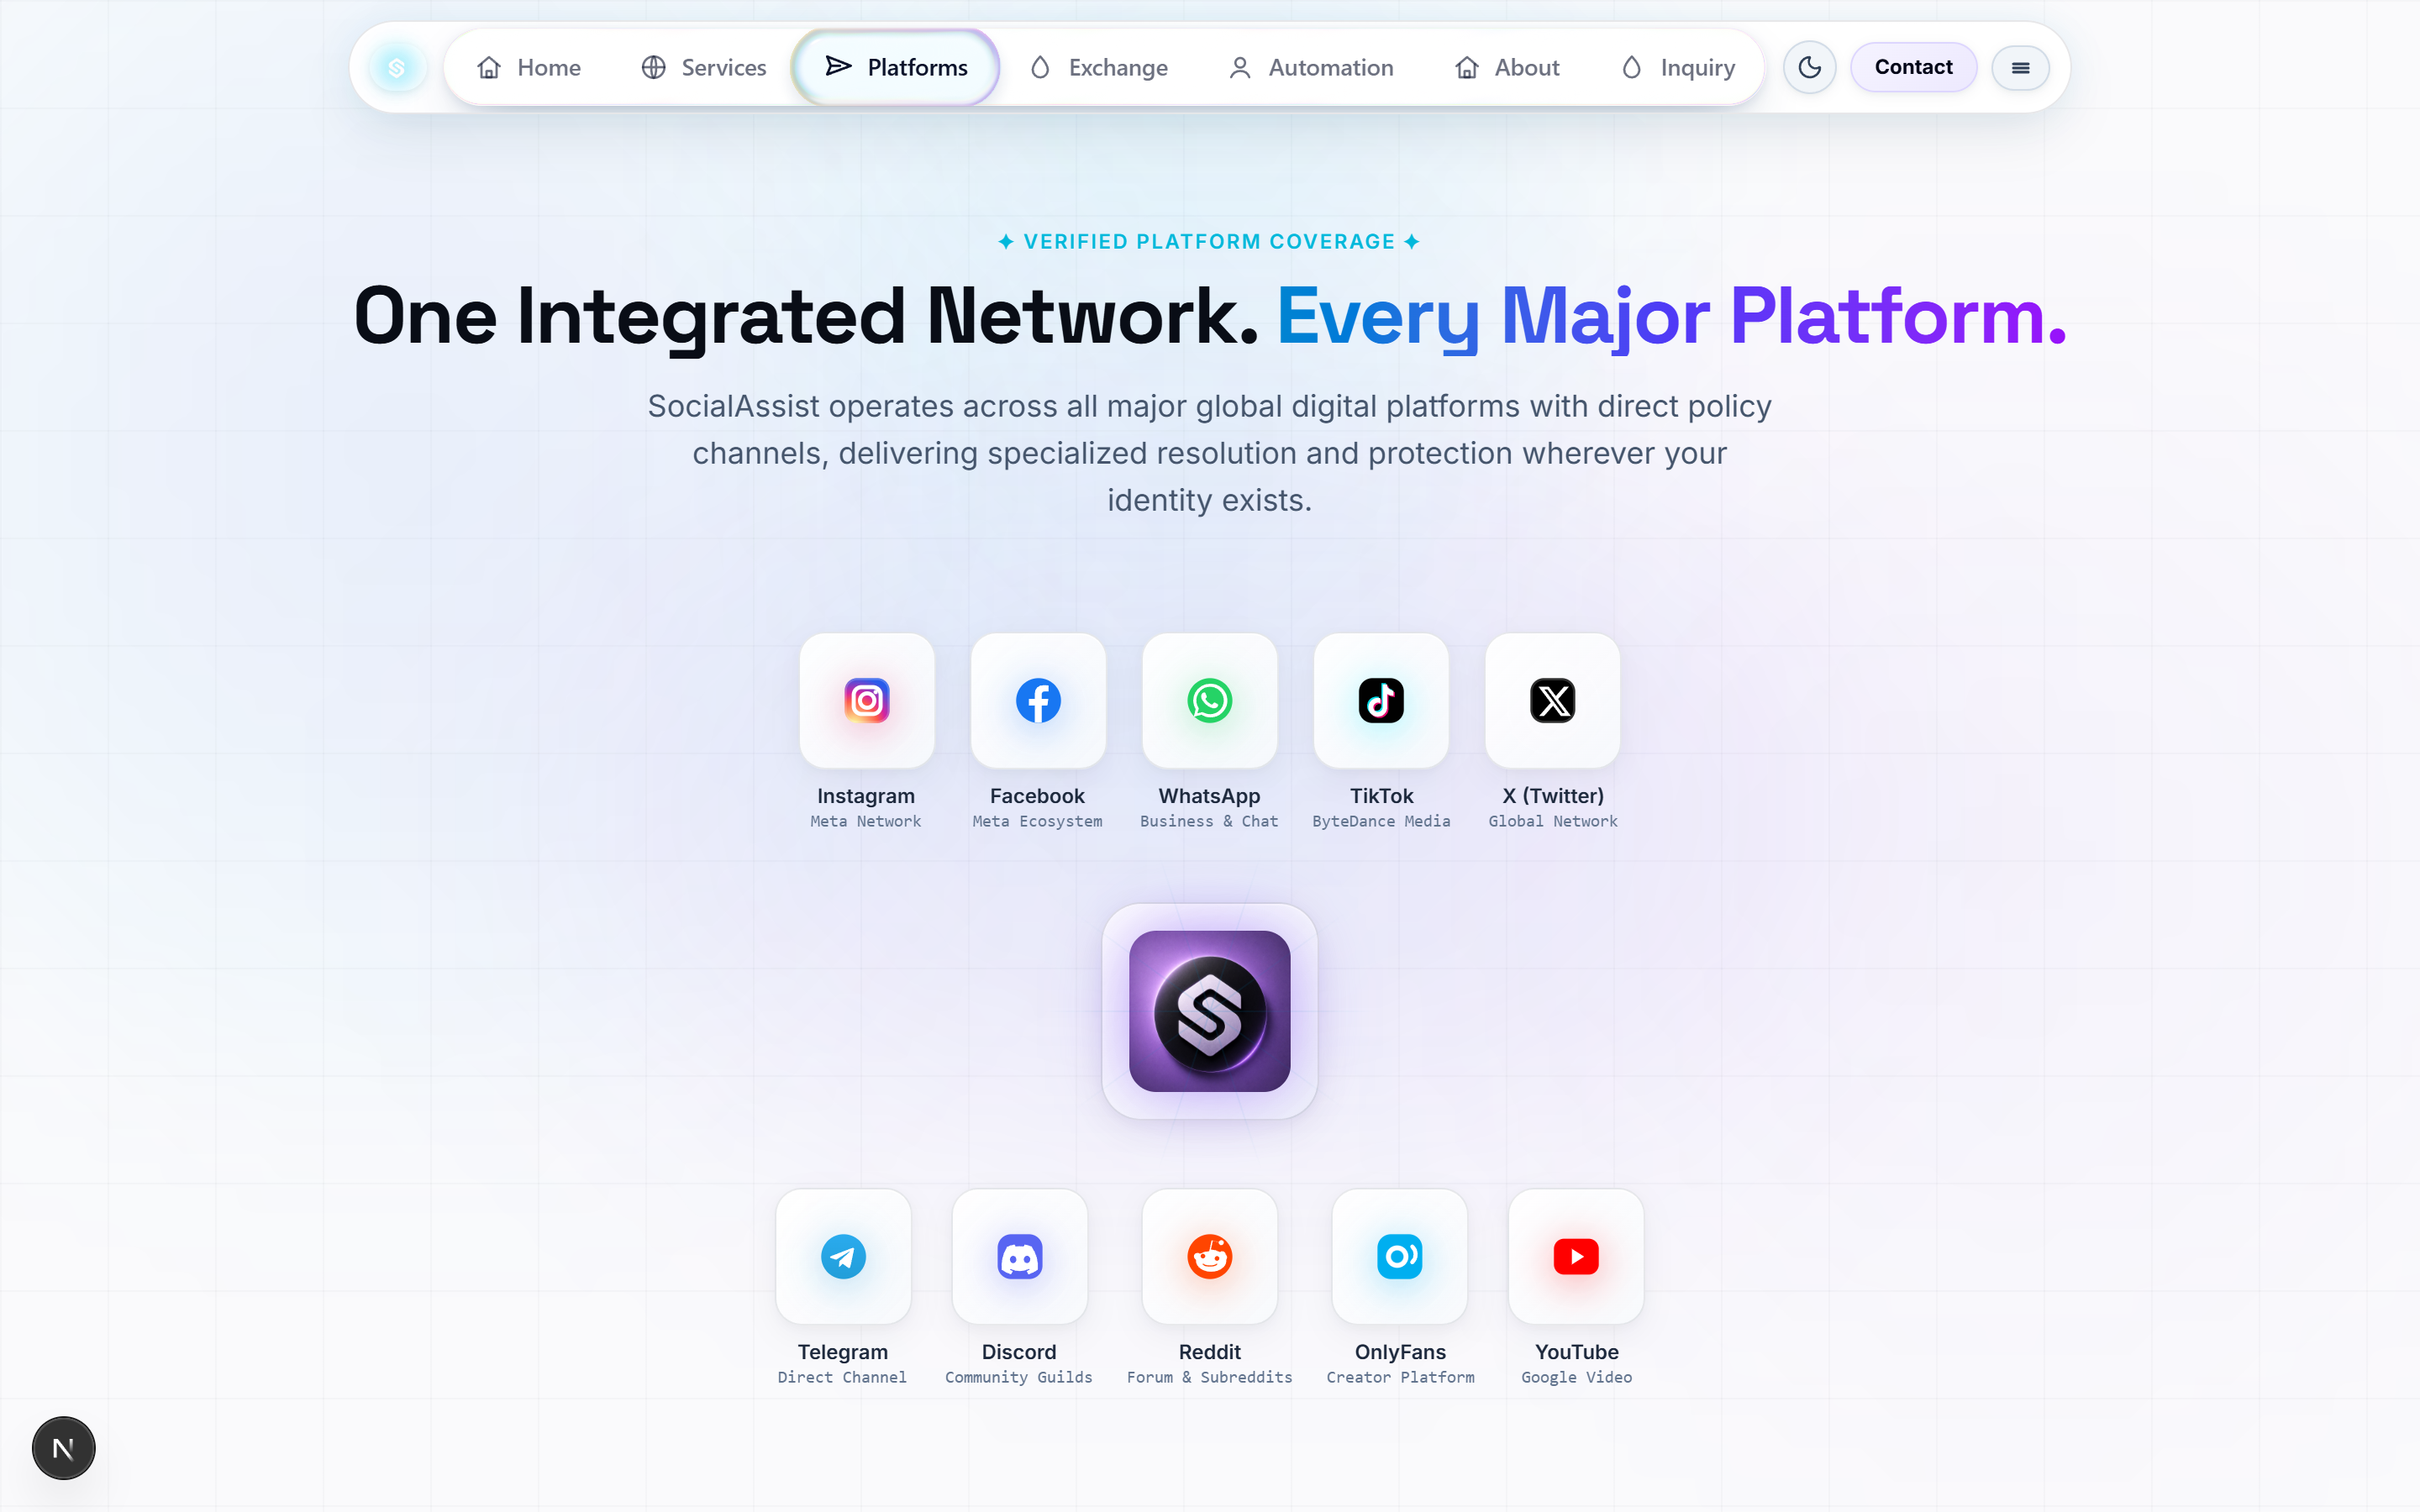 Home Services Platforms Exchange Automation About Inquiry Contact
✦ VERIFIED PLATFORM COVERAGE ✦
One Integrated Network. Every Major Platform.
SocialAssist operates across all major global digital platforms with direct policy
channels, delivering specialized resolution and protection wherever your
identity exists.
Instagram Facebook WhatsApp TikTok X (Twitter)
Meta Network Meta Ecosystem Business & Chat ByteDance Media Global Network
Telegram Discord Reddit OnlyFans YouTube
Direct Channel Community Guilds Forum & Subreddits Creator Platform Google Video
N